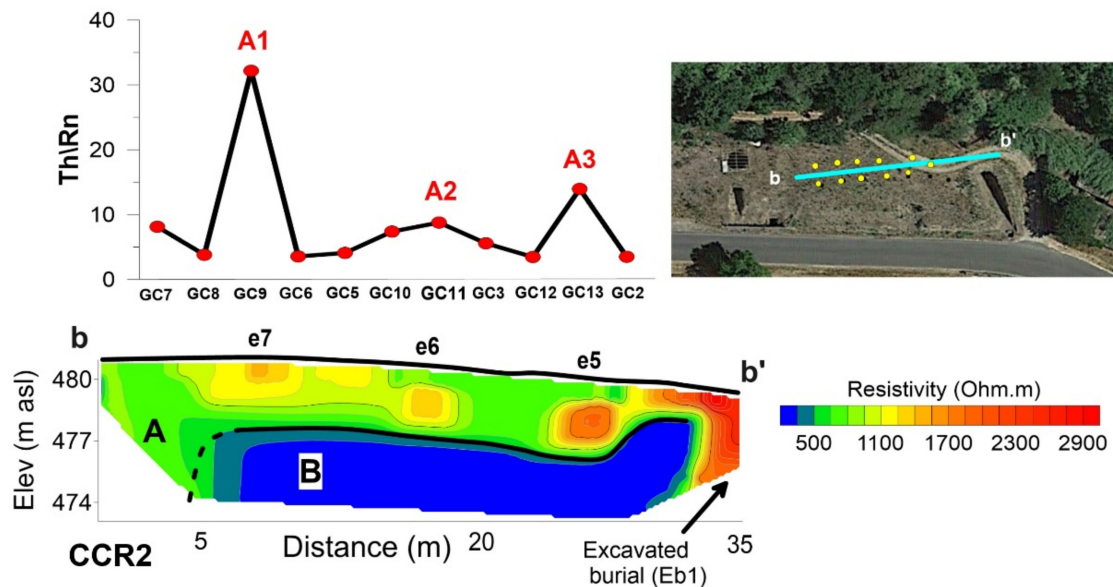 40
30
20
10
0
Th\Rn
A1
A2
A3
GC7 GC8 GC9 GC6 GC5 GC10 GC11 GC3 GC12 GC13 GC2
b
b'
b
e7
e6
e5
b'
480
477
474
Elev (m asl)
A
B
5
Distance (m)
20
35
Excavated
burial (Eb1)
CCR2
Resistivity (Ohm.m)
500 1100 1700 2300 2900